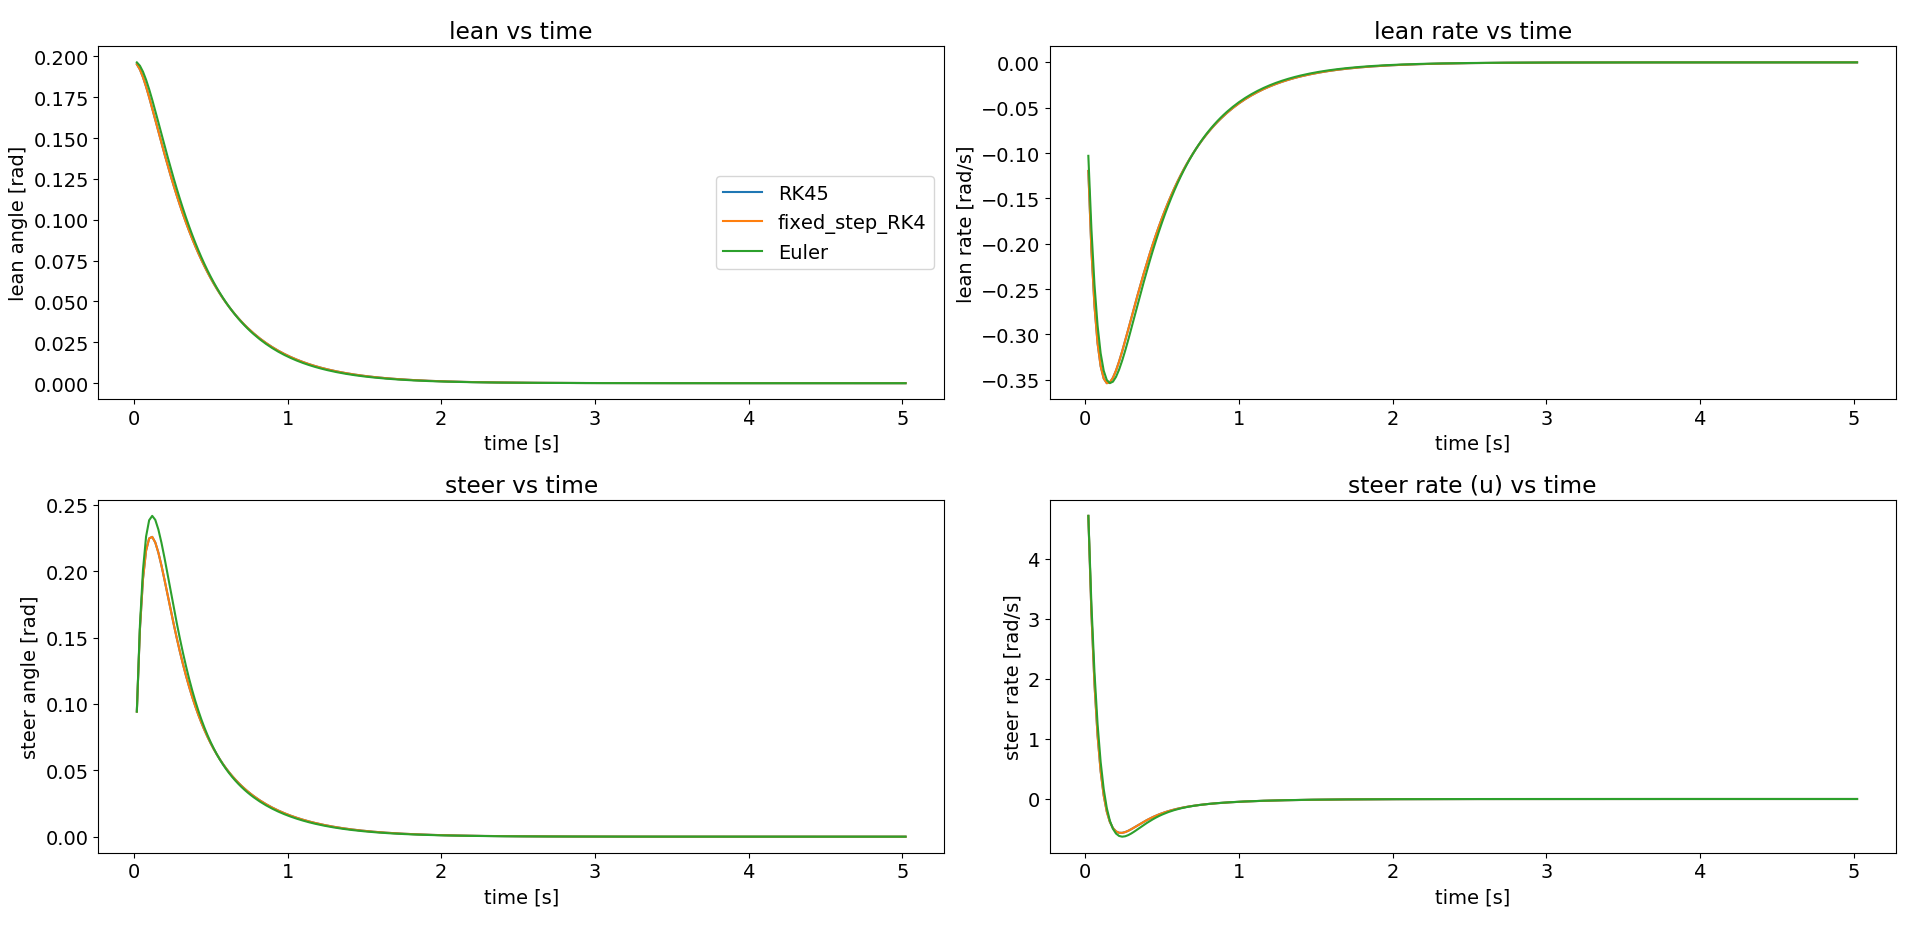 lean vs time
lean angle [rad]
0.200
0.175
0.150
0.125
0.100
0.075
0.050
0.025
0.000
RK45
fixed_step_RK4
Euler
0 1 2 3 4 5
time [s]
lean rate vs time
lean rate [rad/s]
0.00
−0.05
−0.10
−0.15
−0.20
−0.25
−0.30
−0.35
0 1 2 3 4 5
time [s]
steer vs time
steer angle [rad]
0.25
0.20
0.15
0.10
0.05
0.00
0 1 2 3 4 5
time [s]
steer rate (u) vs time
steer rate [rad/s]
4
3
2
1
0
0 1 2 3 4 5
time [s]